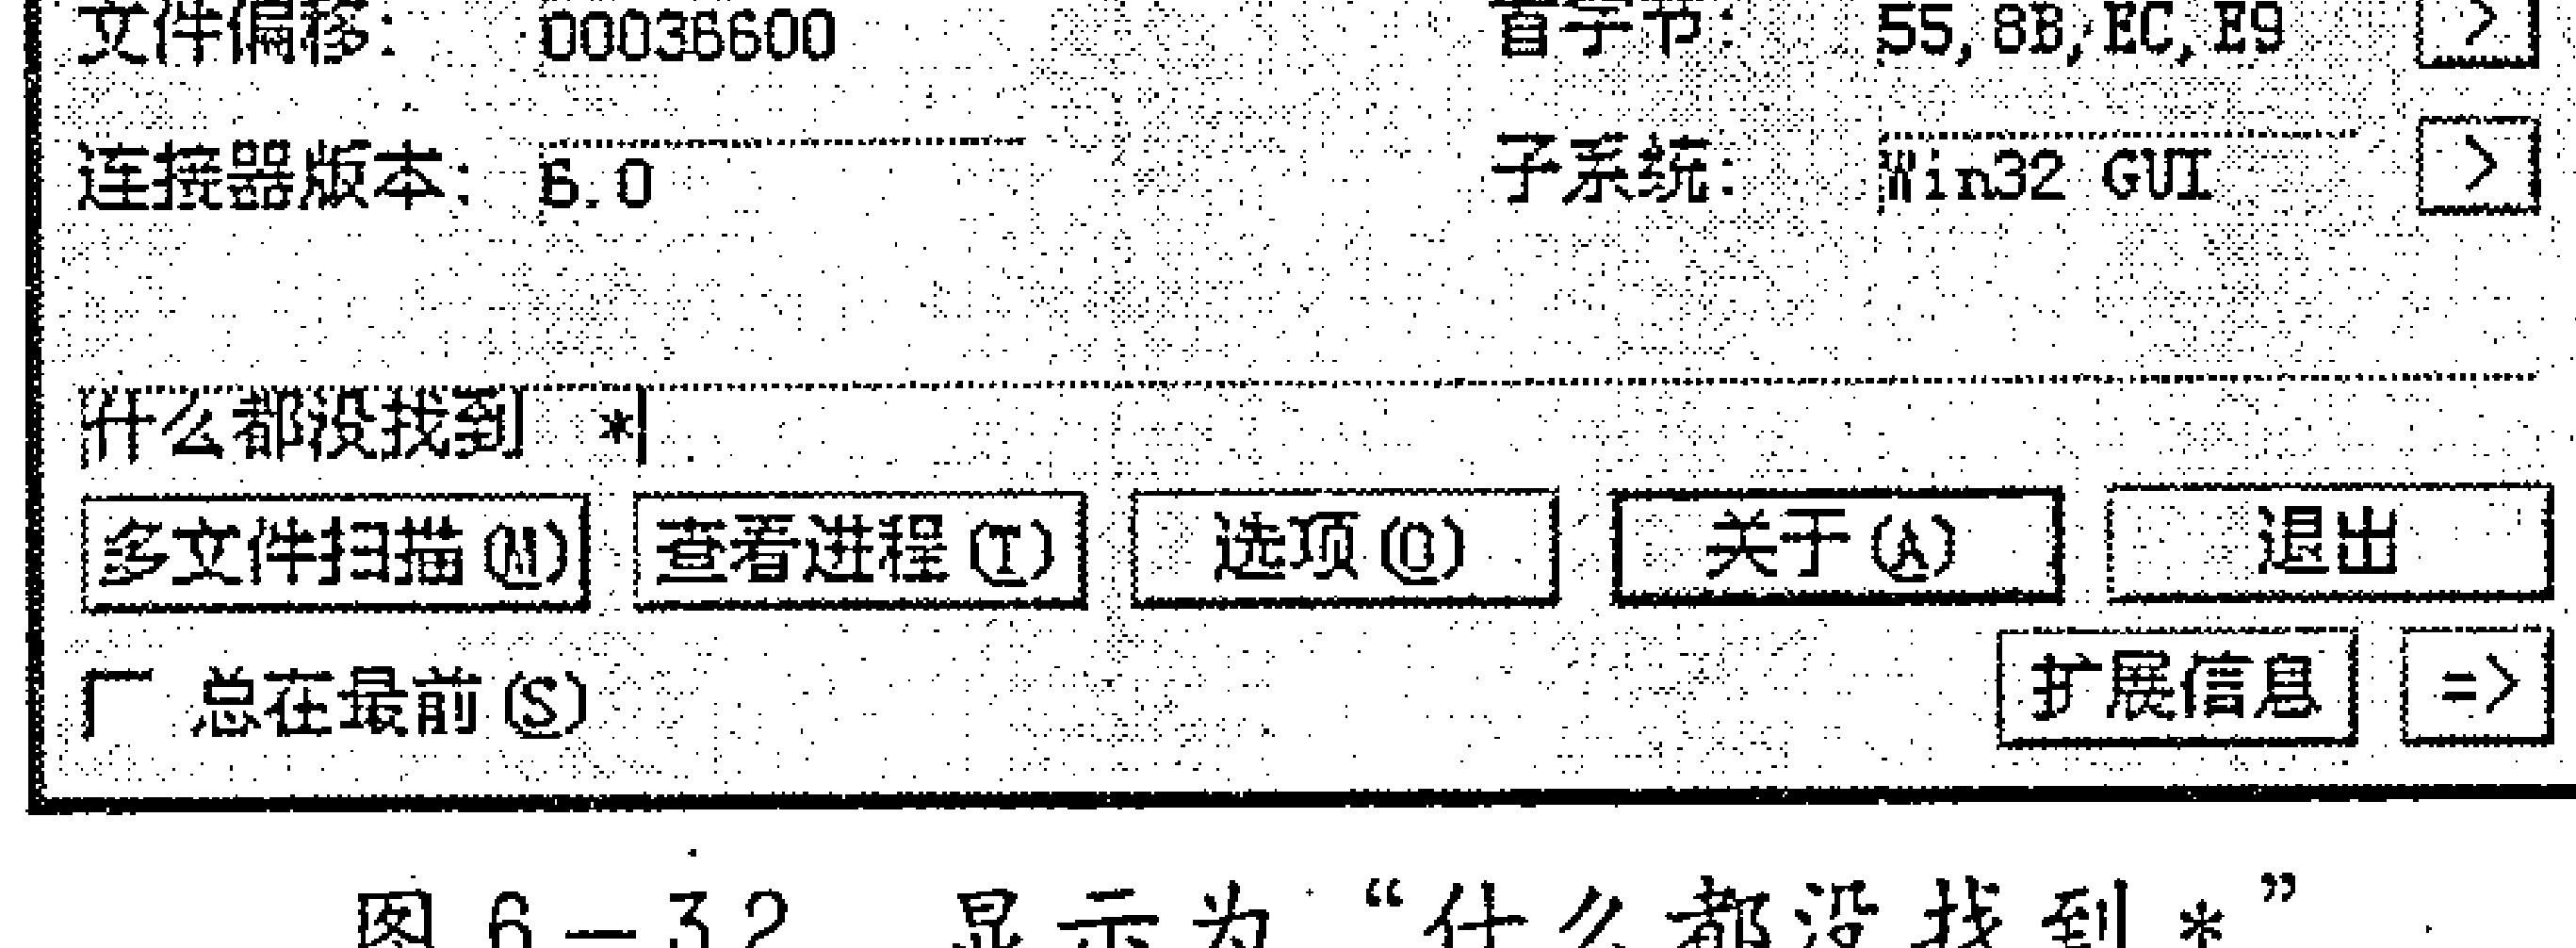 文件偏移: 00036600 首字节: 55,8B,EC,E9 >
连接器版本: 6.0 子系统: Win32 GUI >
什么都没找到 *
多文件扫描(M) 查看进程(T) 选项(O) 关于(A) 退出
总在最前(S) 扩展信息 =>
图 6-32 显示为“什么都没找到*”